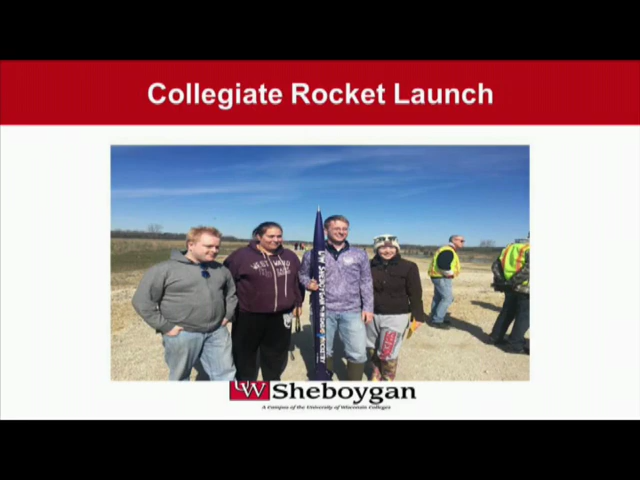 Collegiate Rocket Launch
UW Sheboygan
A Campus of the University of Wisconsin Colleges